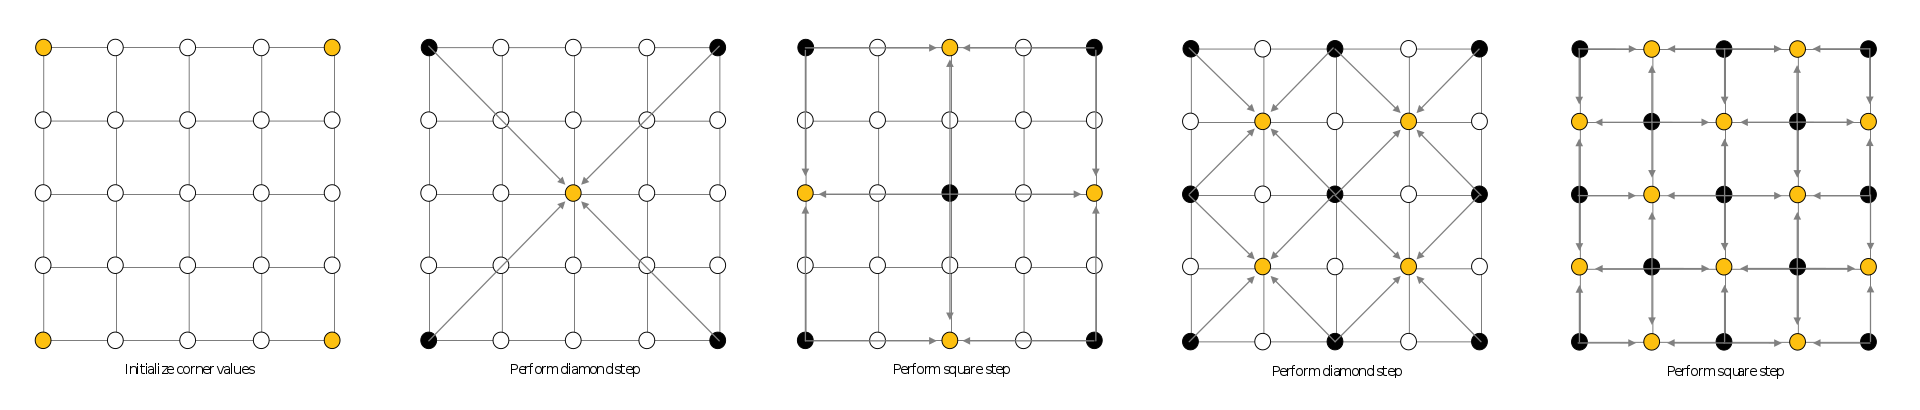 Initialize corner values
Perform diamond step
Perform square step
Perform diamond step
Perform square step